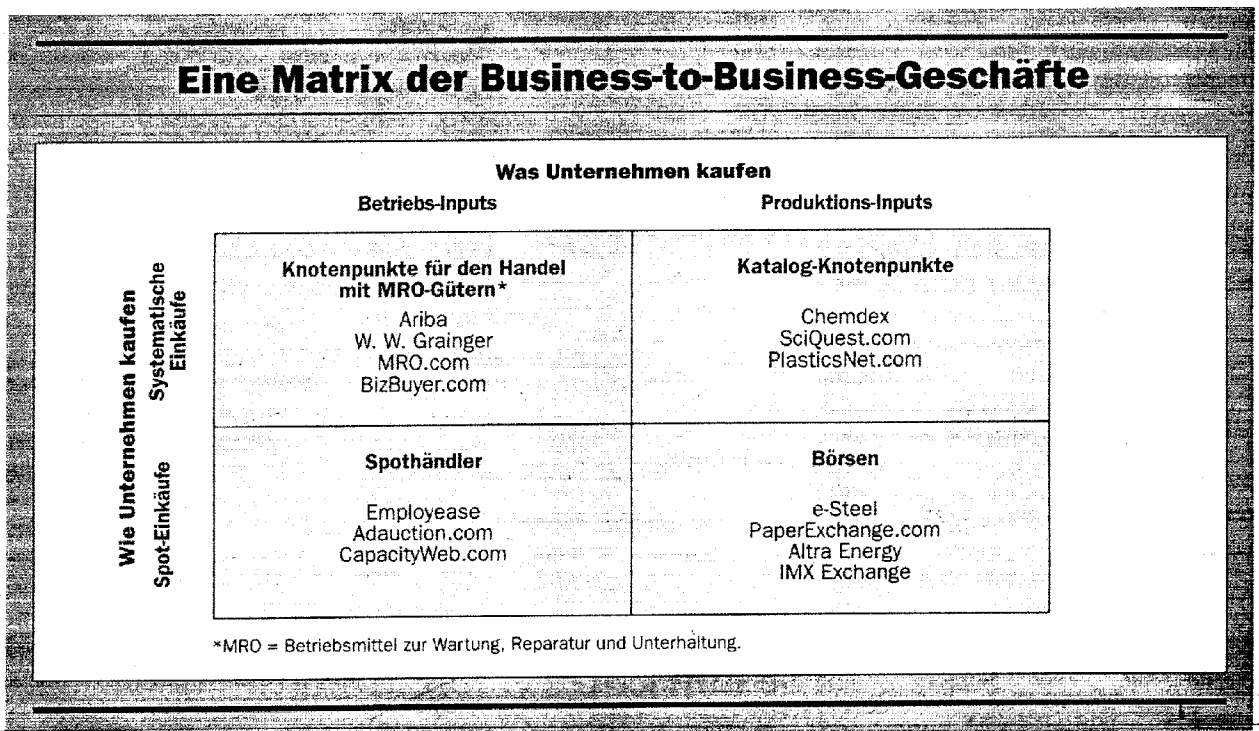 Eine Matrix der Business-to-Business-Geschäfte
Was Unternehmen kaufen
Betriebs-Inputs
Produktions-Inputs
Wie Unternehmen kaufen
Systematische
Einkäufe
Knotenpunkte für den Handel
mit MRO-Gütern*
Ariba
W. W. Grainger
MRO.com
BizBuyer.com
Katalog-Knotenpunkte
Chemdex
SciQuest.com
PlasticsNet.com
Spot-Einkäufe
Spothändler
Employease
Adauction.com
CapacityWeb.com
Börsen
e-Steel
PaperExchange.com
Altra Energy
IMX Exchange
*MRO = Betriebsmittel zur Wartung, Reparatur und Unterhaltung.